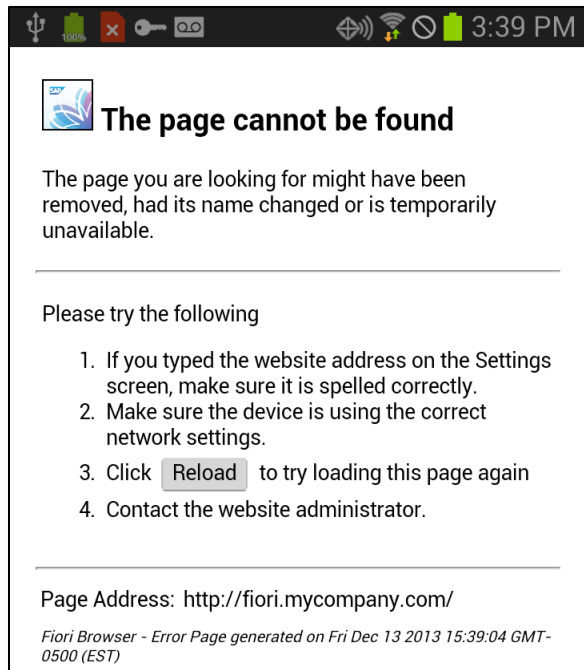 100%
3:39 PM
SAP
The page cannot be found
The page you are looking for might have been
removed, had its name changed or is temporarily
unavailable.
Please try the following
1. If you typed the website address on the Settings
screen, make sure it is spelled correctly.
2. Make sure the device is using the correct
network settings.
3. Click Reload to try loading this page again
4. Contact the website administrator.
Page Address: http://fiori.mycompany.com/
Fiori Browser - Error Page generated on Fri Dec 13 2013 15:39:04 GMT-
0500 (EST)